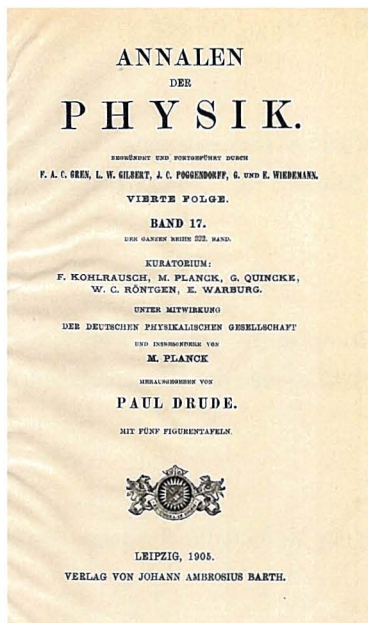 ANNALEN
DER
PHYSIK.
BEGRÜNDET UND FORTGEFÜHRT DURCH
F. A. C. GREN, L. W. GILBERT, J. C. POGGENDORFF, G. UND E. WIEDEMANN.
VIERTE FOLGE.
BAND 17.
DER GANZEN REIHE 322. BAND.
KURATORIUM:
F. KOHLRAUSCH, M. PLANCK, G. QUINCKE,
W. C. RÖNTGEN, E. WARBURG.
UNTER MITWIRKUNG
DER DEUTSCHEN PHYSIKALISCHEN GESELLSCHAFT
UND INSBESONDERE VON
M. PLANCK
HERAUSGEGEBEN VON
PAUL DRUDE.
MIT FÜNF FIGURENTAFELN.
LEIPZIG, 1905.
VERLAG VON JOHANN AMBROSIUS BARTH.